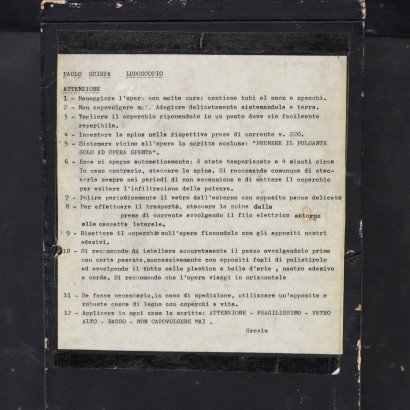 PAOLO SCIRPA LUDOSCOPIO
ATTENSIONE
1 - Maneggiare l'opera con molta cura: contiene tubi al neon e specchi.
2 - Non capovolgere mai. Adagiare delicatamente sistemandola a terra.
3 - Togliere il coperchio riponendolo in un posto dove sia facilmente
reperibile.
4 - Inserire la spina nella rispettiva presa di corrente v. 220.
5 - Sistemare vicino all'opera la scritta acclusa: "PREMERE IL PULSANTE
SOLO AD OPERA SPENTA".
6 - Essa si spegne automaticamente: è stata temporizzata a 4 minuti circa
In caso contrario, staccare la spina. Si raccomanda comunque di stac-
carla sempre nei periodi di non accensione e di mettere il coperchio
per evitare l'infiltrazione della polvere.
7 - Pulire periodicamente il vetro dall'esterno con apposito panno delicato
8 - Per effettuare il trasporto, staccare la spina dalla
presa di corrente avvolgendo il filo elettrico attorno
alla cassetta laterale.
9 - Rimettere il coperchio sull'opera fissandolo con gli appositi nastri
adesivi.
10 - Si raccomanda di imballare accuratamente il pezzo avvolgendolo prima
con carta pesante, successivamente con appositi fogli di polistirolo
ed avvolgendo il tutto nella plastica a bolle d'aria, nastro adesivo
e corda. Si raccomanda che l'opera viaggi in orizzontale
11 - Se fosse necessario, in caso di spedizione, utilizzare un'apposita e
robusta cassa di legno con coperchi a vite.
12 - Applicare in ogni caso le scritte: ATTENSIONE - FRAGILISSIMO - VETRO
ALTO - BASSO - NON CAPOVOLGERE MAI .
Grazie